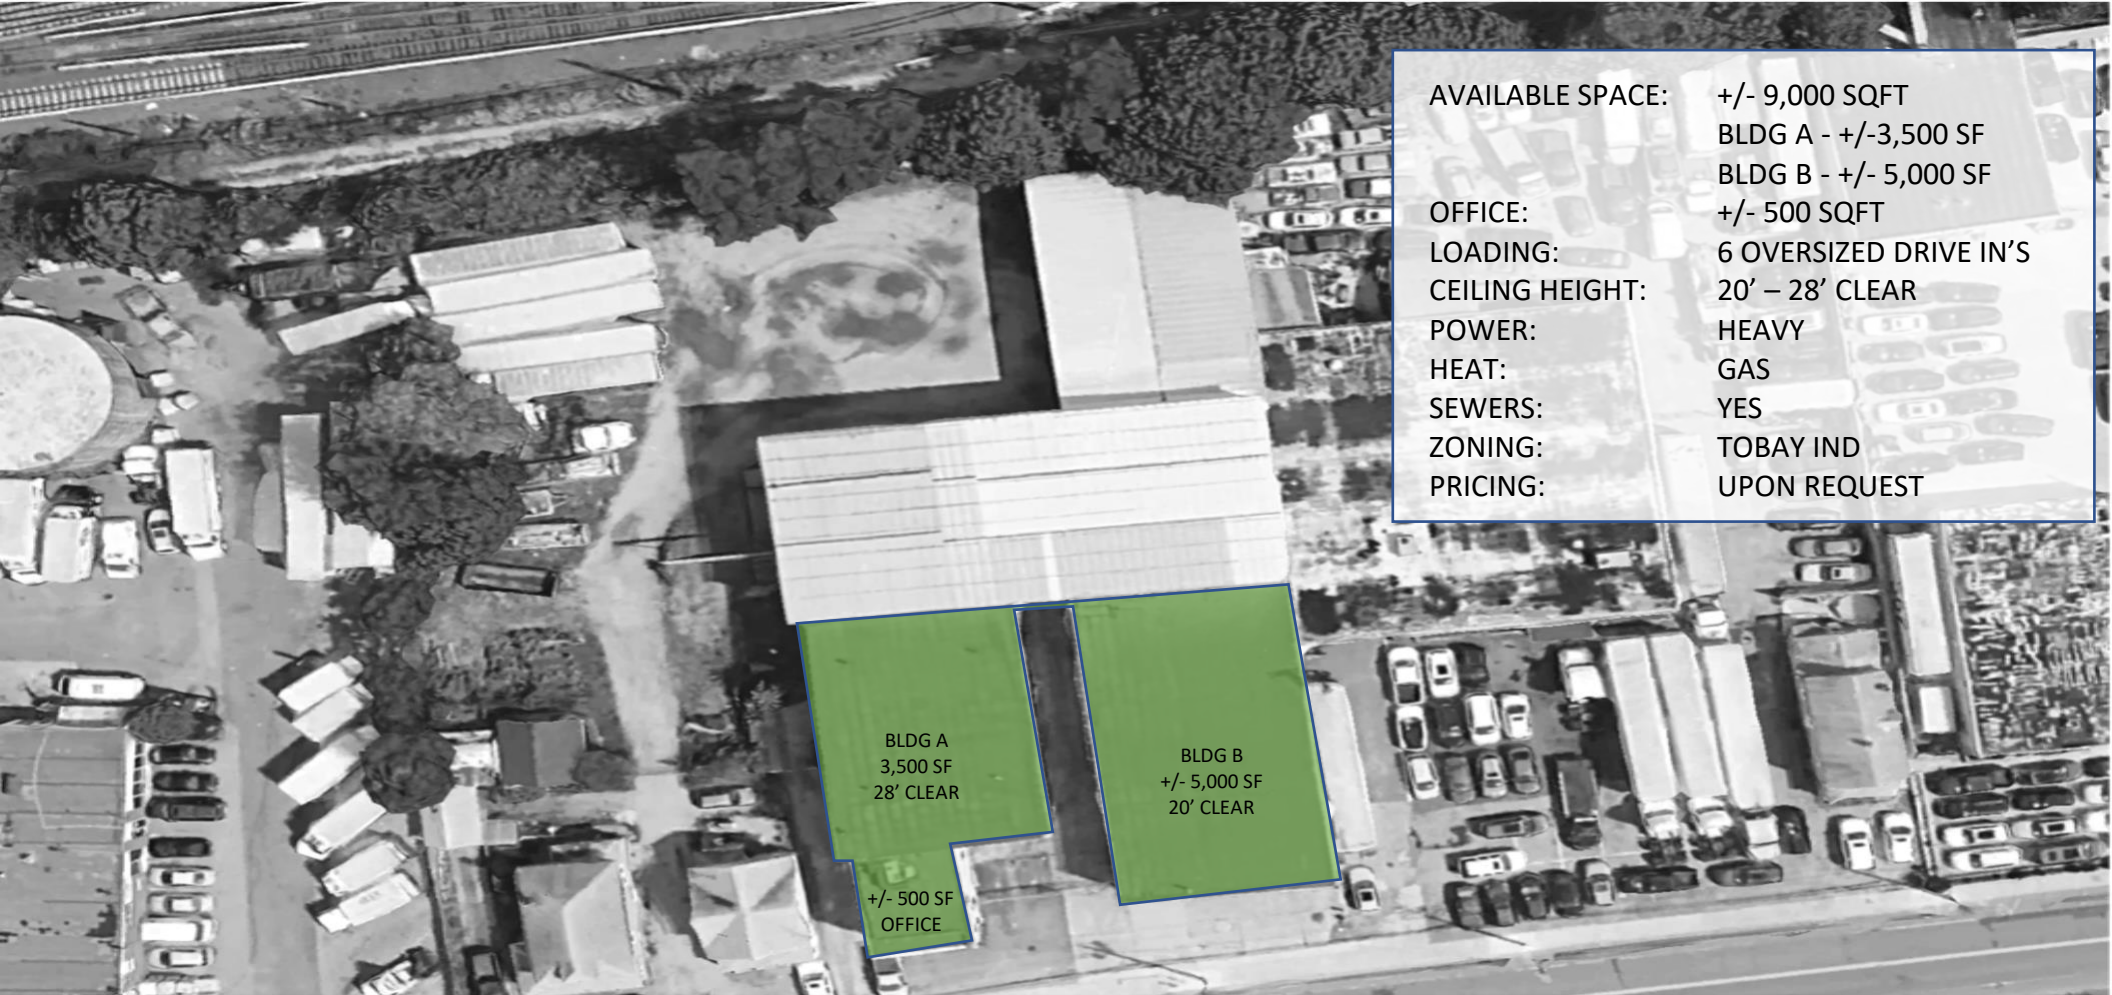 AVAILABLE SPACE: +/- 9,000 SQFT
BLDG A - +/-3,500 SF
BLDG B - +/- 5,000 SF
OFFICE: +/- 500 SQFT
LOADING: 6 OVERSIZED DRIVE IN’S
CEILING HEIGHT: 20’ – 28’ CLEAR
POWER: HEAVY
HEAT: GAS
SEWERS: YES
ZONING: TOBAY IND
PRICING: UPON REQUEST
BLDG A
3,500 SF
28’ CLEAR
+/- 500 SF
OFFICE
BLDG B
+/- 5,000 SF
20’ CLEAR